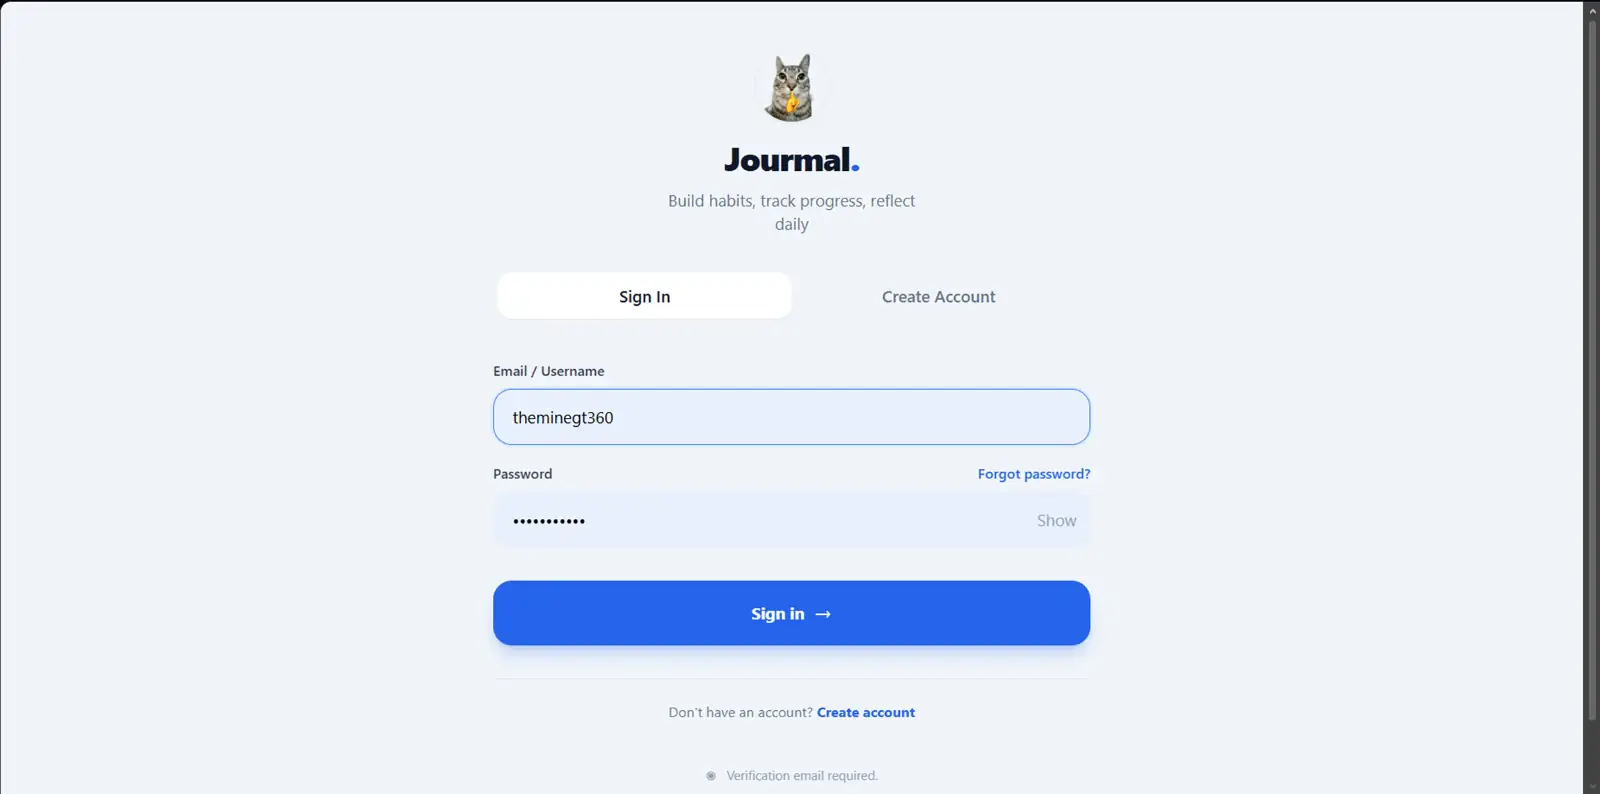 Jourmal.
Build habits, track progress, reflect
daily
Sign In
Create Account
Email / Username
theminegt360
Password
Forgot password?
•••••••••••
Show
Sign in →
Don't have an account? Create account
Verification email required.